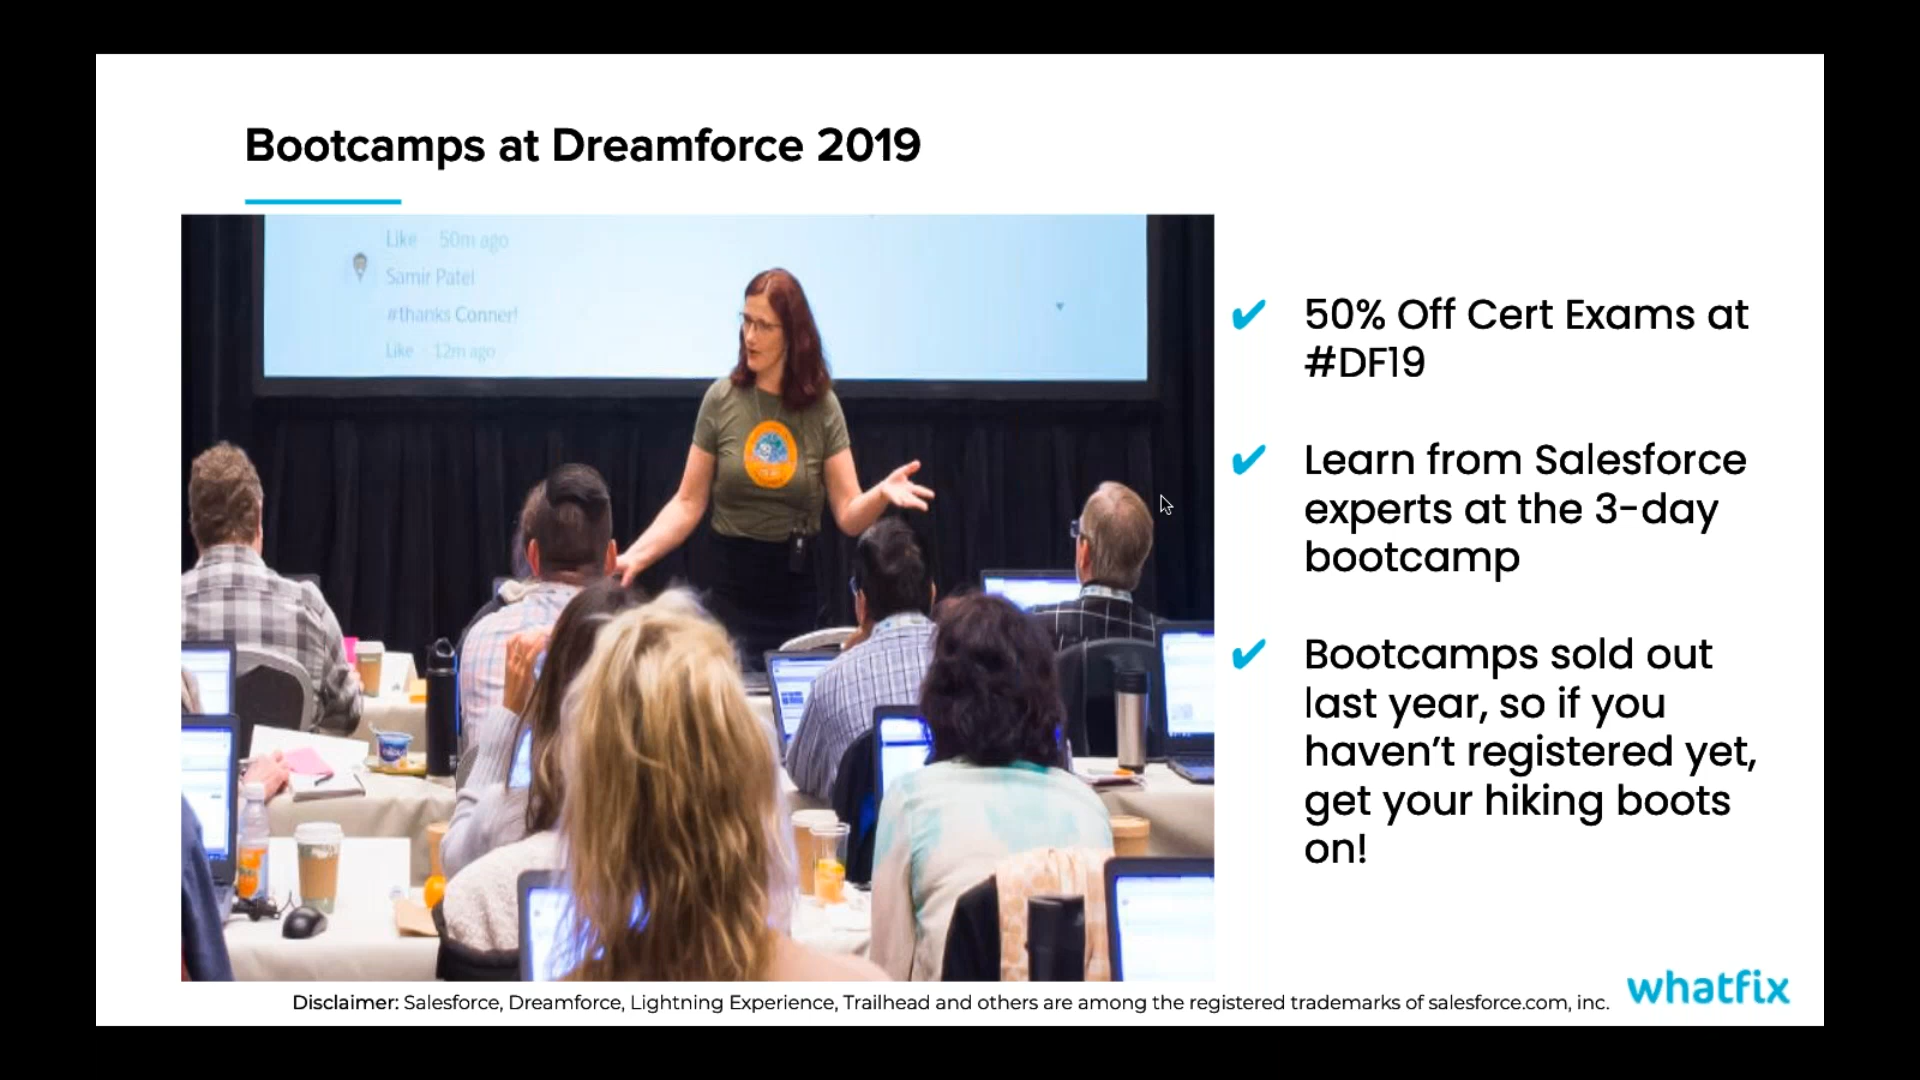 Bootcamps at Dreamforce 2019
Like 50m ago
Samir Patel
#thanks Conner!
Like 12m ago
✔ 50% Off Cert Exams at
#DF19
✔ Learn from Salesforce
experts at the 3-day
bootcamp
✔ Bootcamps sold out
last year, so if you
haven't registered yet,
get your hiking boots
on!
Disclaimer: Salesforce, Dreamforce, Lightning Experience, Trailhead and others are among the registered trademarks of salesforce.com, inc.
whatfix